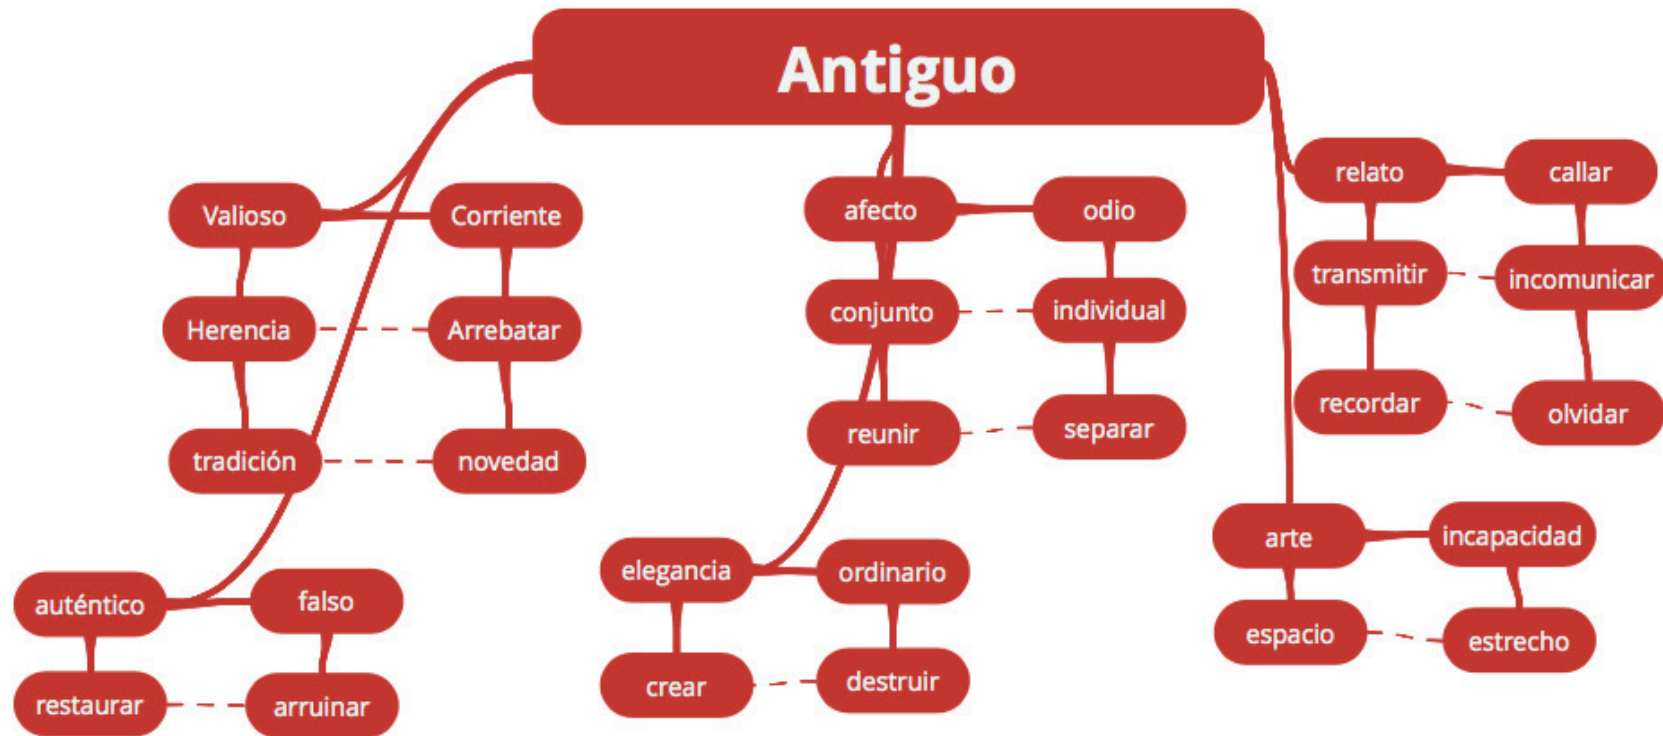 Antiguo
Valioso
Corriente
Herencia
Arrebatar
tradición
novedad
auténtico
falso
restaurar
arruinar
afecto
odio
conjunto
individual
reunir
separar
elegancia
ordinario
crear
destruir
relato
callar
transmitir
incomunicar
recordar
olvidar
arte
incapacidad
espacio
estrecho